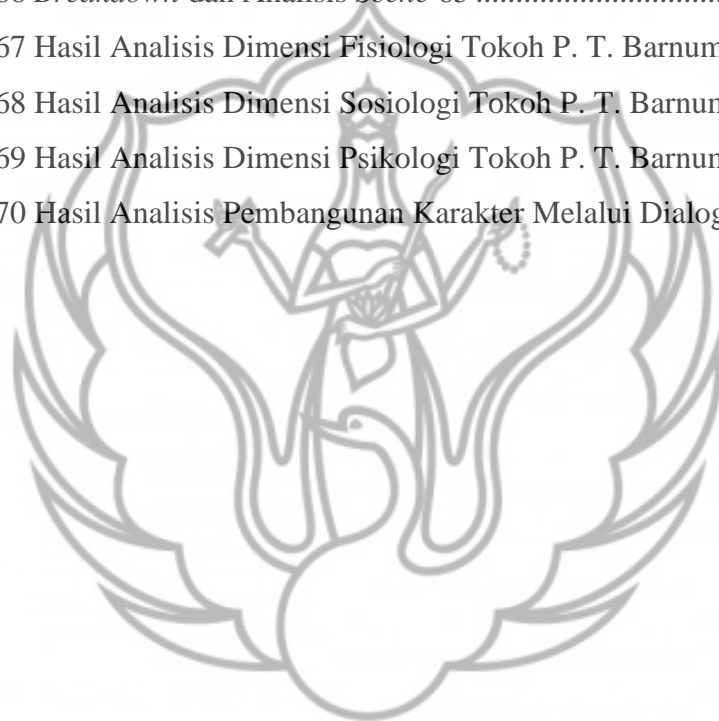 Breakdown dan Analisis Scene
67 Hasil Analisis Dimensi Fisiologi Tokoh P. T. Barnum
68 Hasil Analisis Dimensi Sosiologi Tokoh P. T. Barnum
69 Hasil Analisis Dimensi Psikologi Tokoh P. T. Barnum
70 Hasil Analisis Pembangunan Karakter Melalui Dialog